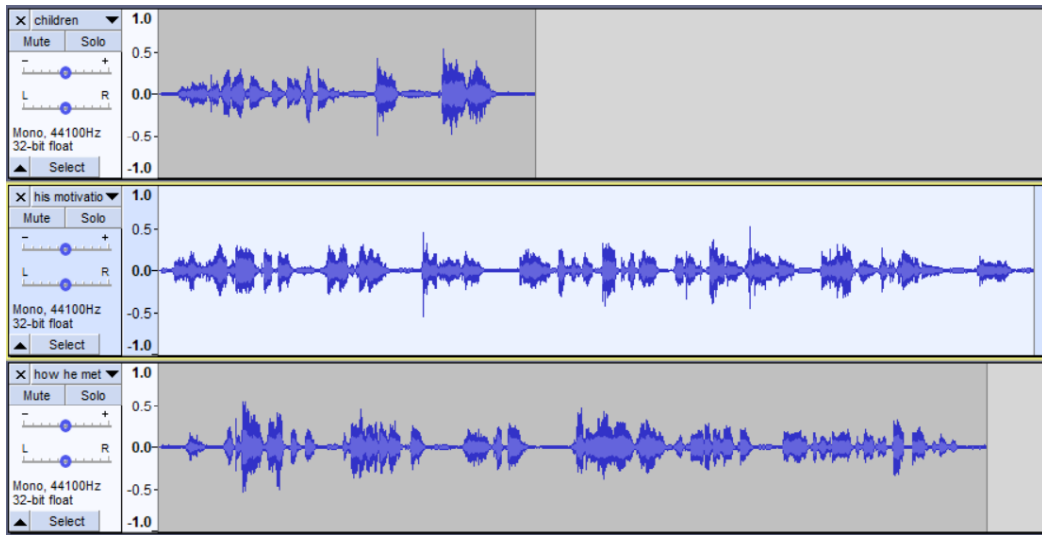 children
Mute Solo
- +
L R
Mono, 44100Hz
32-bit float
Select
1.0
0.5-
0.0-
-0.5-
-1.0
his motivatio
Mute Solo
- +
L R
Mono, 44100Hz
32-bit float
Select
1.0
0.5-
0.0-
-0.5-
-1.0
how he met
Mute Solo
- +
L R
Mono, 44100Hz
32-bit float
Select
1.0
0.5-
0.0-
-0.5-
-1.0